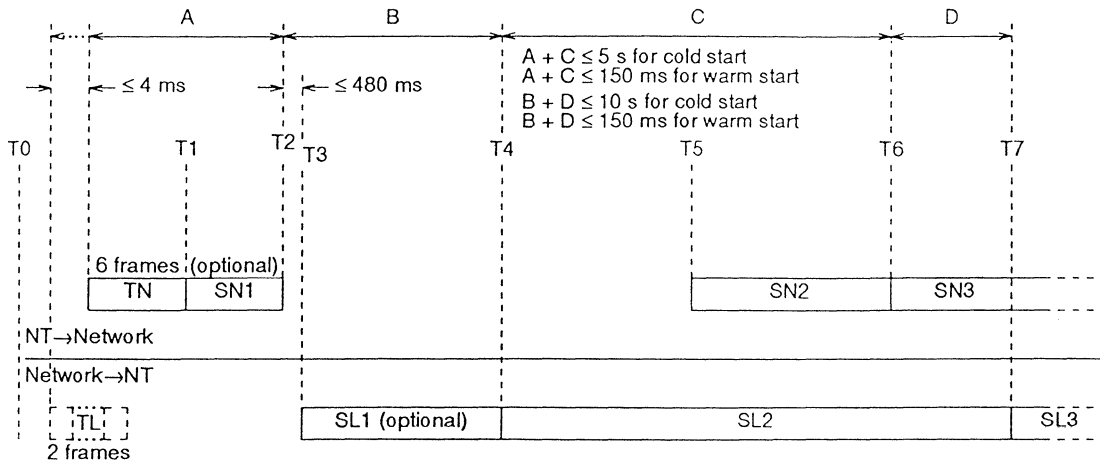 A B C D
A + C ≤ 5 s for cold start
A + C ≤ 150 ms for warm start
B + D ≤ 10 s for cold start
B + D ≤ 150 ms for warm start
≤ 4 ms ≤ 480 ms
T0 T1 T2 T3 T4 T5 T6 T7
6 frames (optional)
TN SN1 SN2 SN3
NT→Network
Network→NT
TL SL1 (optional) SL2 SL3
2 frames